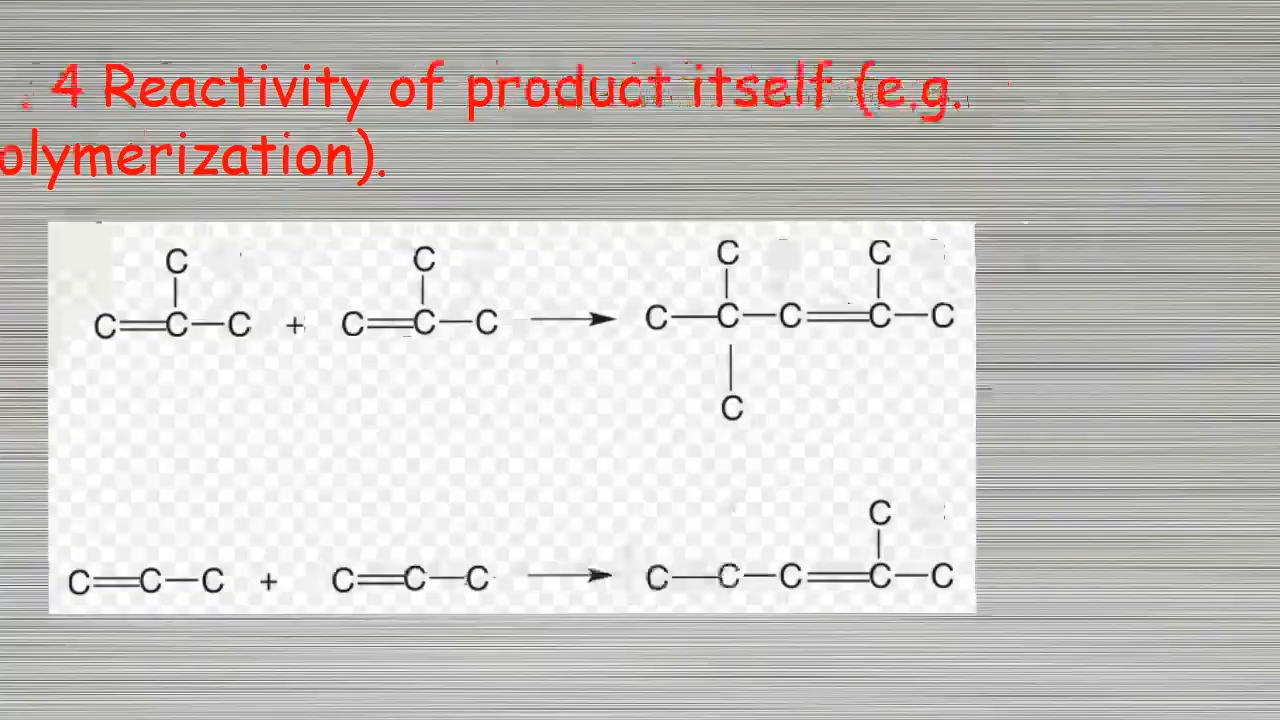 . 4 Reactivity of product itself (e.g.
olymerization).
C C C C
C=C-C + C=C-C → C-C-C=C-C
C
C
C=C-C + C=C-C → C-C-C=C-C